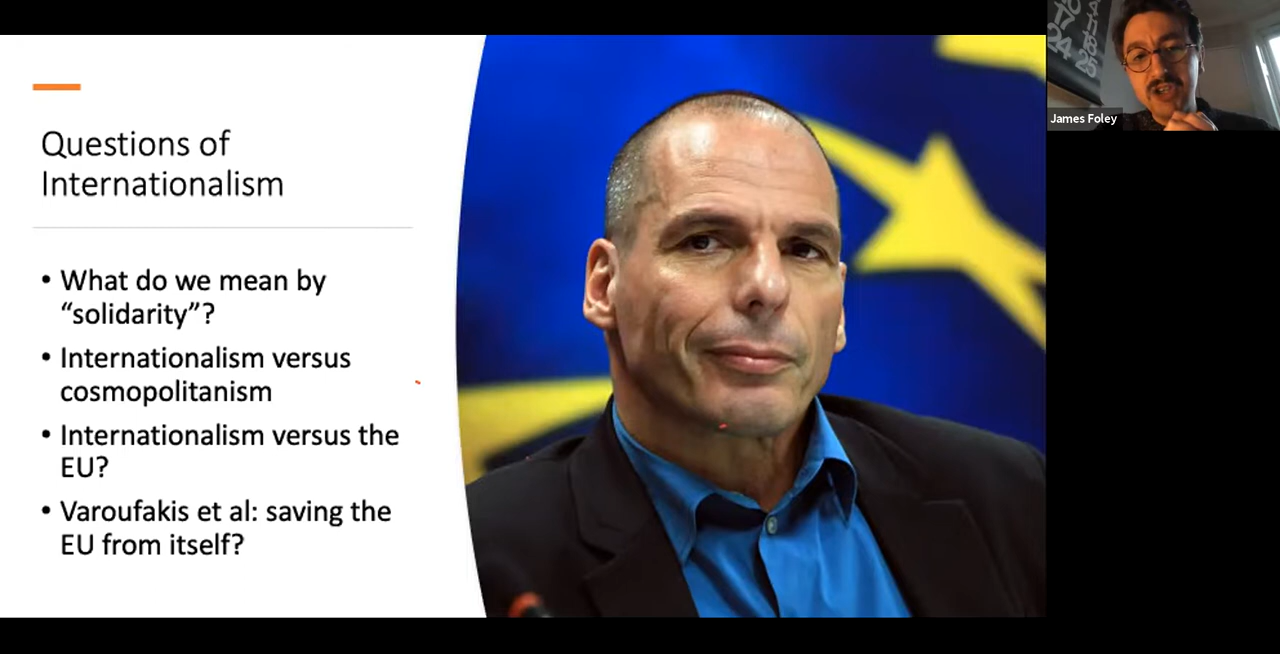 Questions of
Internationalism
• What do we mean by
“solidarity”?
• Internationalism versus
cosmopolitanism
• Internationalism versus the
EU?
• Varoufakis et al: saving the
EU from itself?
James Foley